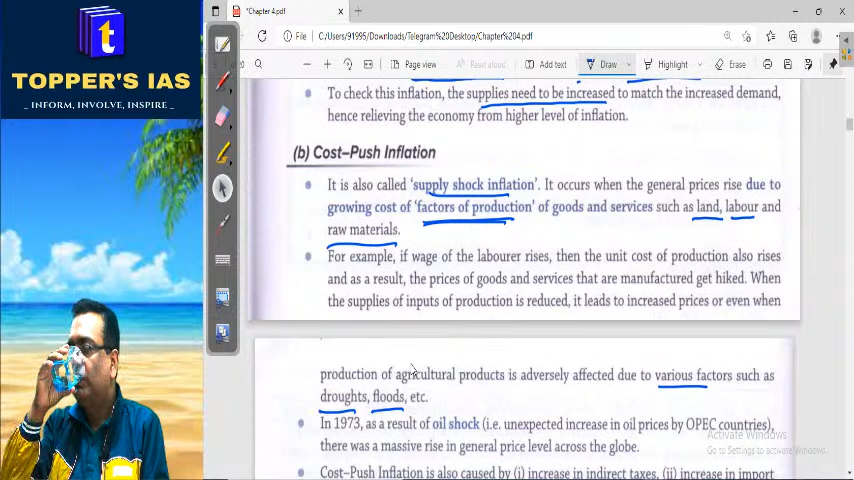 TOPPER'S IAS
_ INFORM, INVOLVE, INSPIRE _
*Chapter 4.pdf
File
C:/Users/91995/Downloads/Telegram%20Desktop/Chapter%204.pdf
Page view
Read aloud
Add text
Draw
Highlight
Erase
To check this inflation, the supplies need to be increased to match the increased demand,
hence relieving the economy from higher level of inflation.
(b) Cost–Push Inflation
It is also called 'supply shock inflation'. It occurs when the general prices rise due to
growing cost of 'factors of production' of goods and services such as land, labour and
raw materials.
For example, if wage of the labourer rises, then the unit cost of production also rises
and as a result, the prices of goods and services that are manufactured get hiked. When
the supplies of inputs of production is reduced, it leads to increased prices or even when
production of agricultural products is adversely affected due to various factors such as
droughts, floods, etc.
In 1973, as a result of oil shock (i.e. unexpected increase in oil prices by OPEC countries),
there was a massive rise in general price level across the globe.
Cost–Push Inflation is also caused by (i) increase in indirect taxes, (ii) increase in import
Activate Windows
Go to Settings to activate Windows.